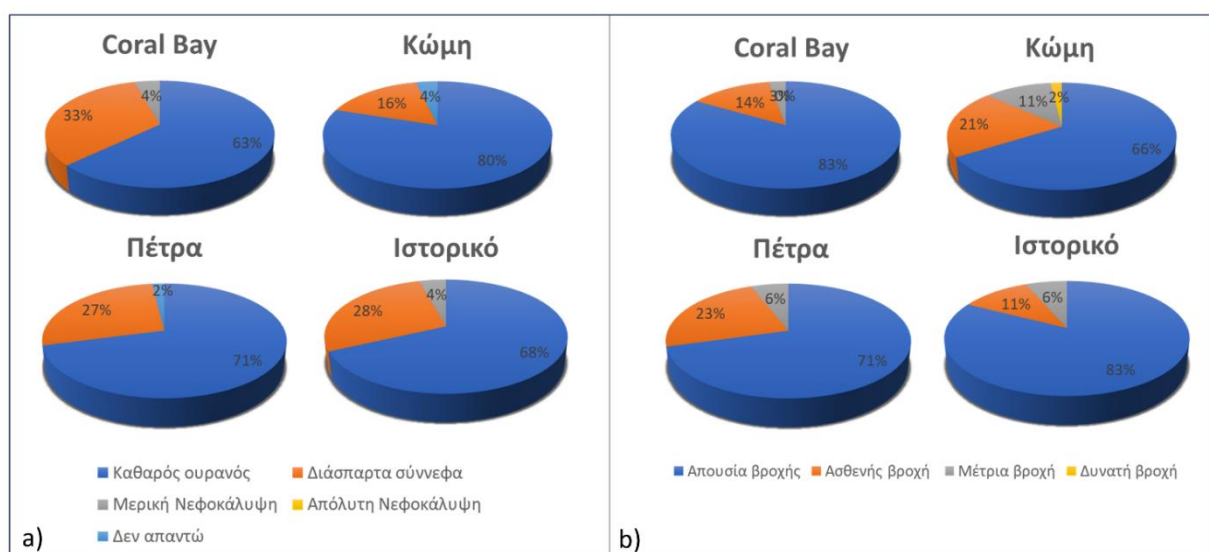 Coral Bay
4%
33%
63%
Κώμη
4%
16%
80%
Πέτρα
2%
27%
71%
Ιστορικό
4%
28%
68%
Καθαρός ουρανός
Διάσπαρτα σύννεφα
Μερική Νεφοκάλυψη
Απόλυτη Νεφοκάλυψη
Δεν απαντώ
a)
Coral Bay
3%
0%
14%
83%
Κώμη
2%
11%
21%
66%
Πέτρα
6%
23%
71%
Ιστορικό
6%
11%
83%
Απουσία βροχής Ασθενής βροχή Μέτρια βροχή Δυνατή βροχή
b)